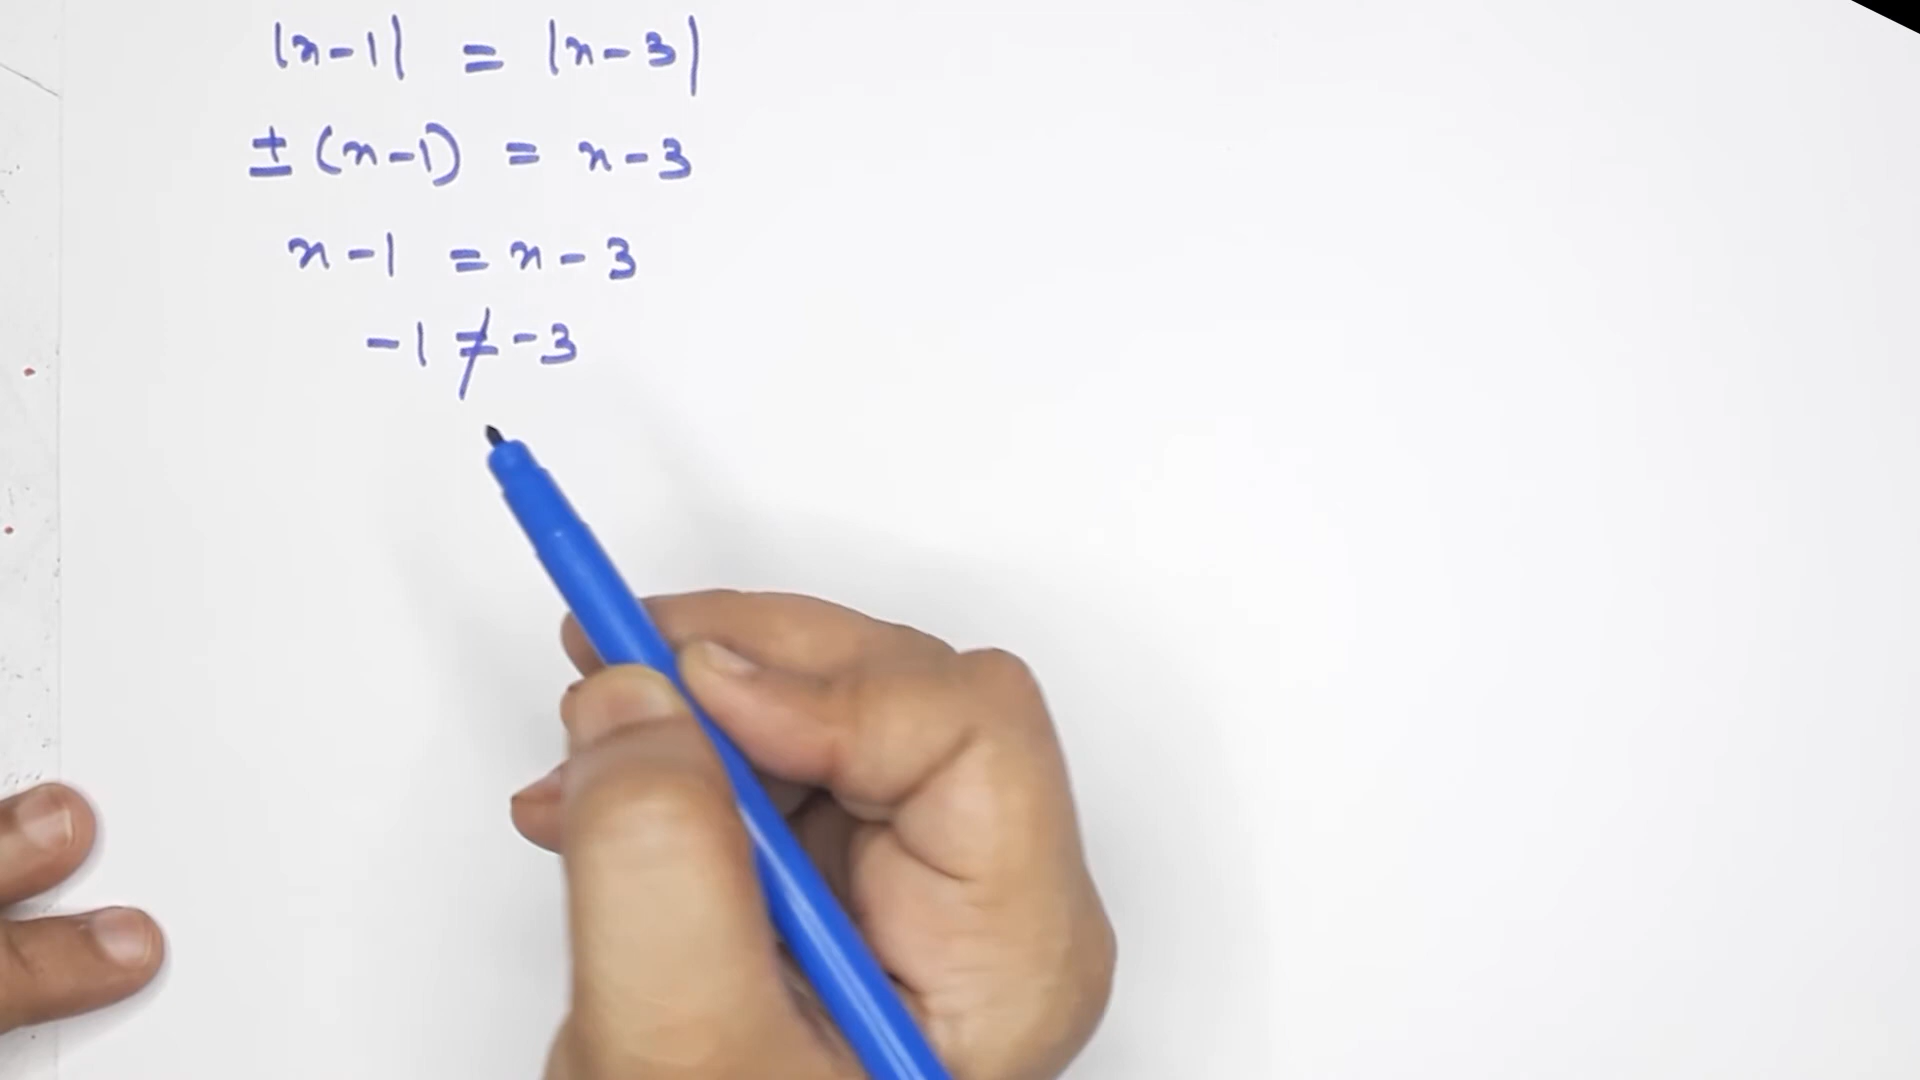 |x-1| = |x-3|
± (x-1) = x-3
x-1 = x-3
-1 ≠ -3